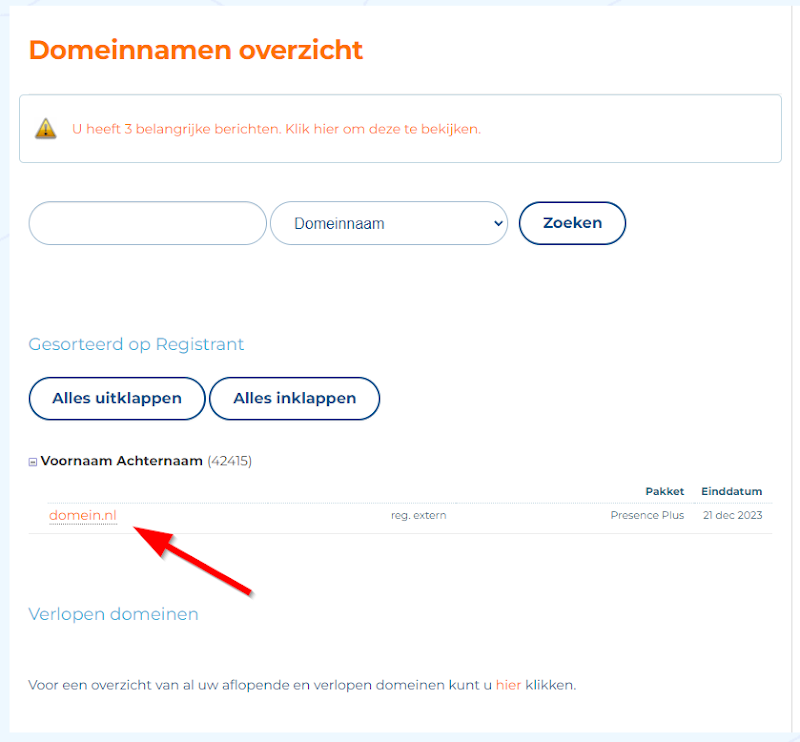 Domeinnamen overzicht
U heeft 3 belangrijke berichten. Klik hier om deze te bekijken.
Domeinnaam Zoeken
Gesorteerd op Registrant
Alles uitklappen Alles inklappen
Voornaam Achternaam (42415)
Pakket Einddatum
domein.nl reg. extern Presence Plus 21 dec 2023
Verlopen domeinen
Voor een overzicht van al uw aflopende en verlopen domeinen kunt u hier klikken.